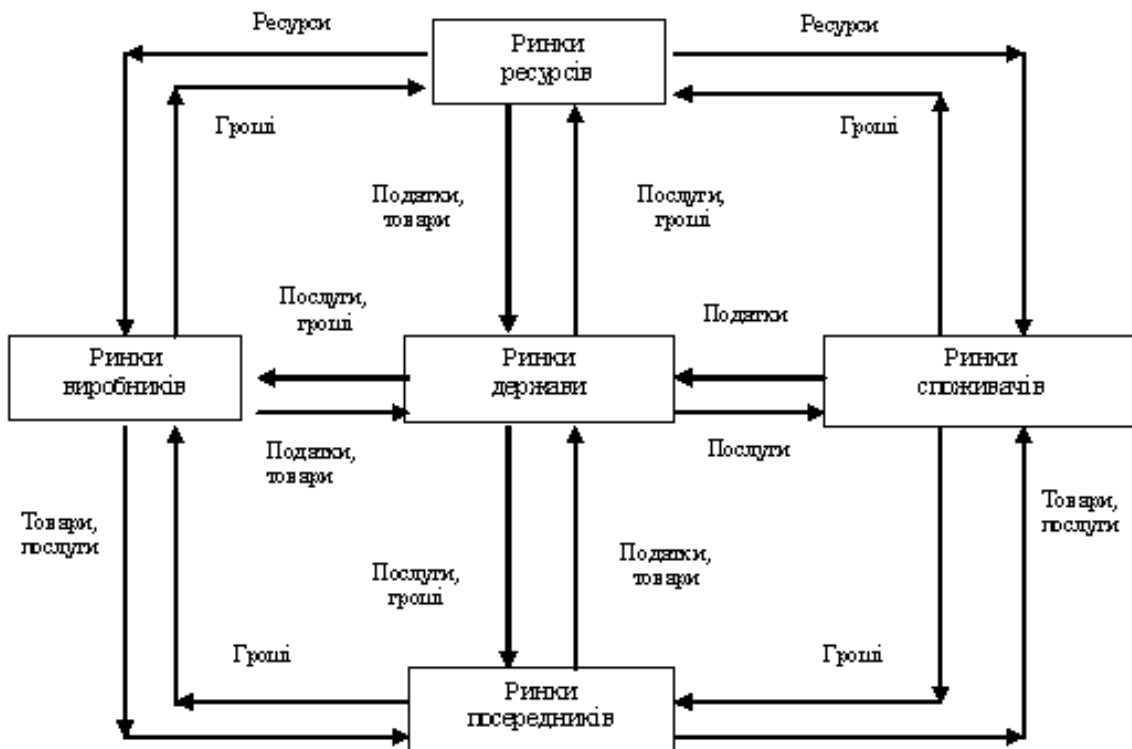 Ресурси
Ринки
ресурсів
Ресурси
Гроші
Гроші
Податки,
товари
Послуги,
гроші
Послуги,
гроші
Податки
Ринки
виробників
Ринки
держави
Ринки
споживачів
Податки,
товари
Послуги
Товари,
послуги
Товари,
послуги
Послуги,
гроші
Податки,
товари
Гроші
Гроші
Ринки
посередників